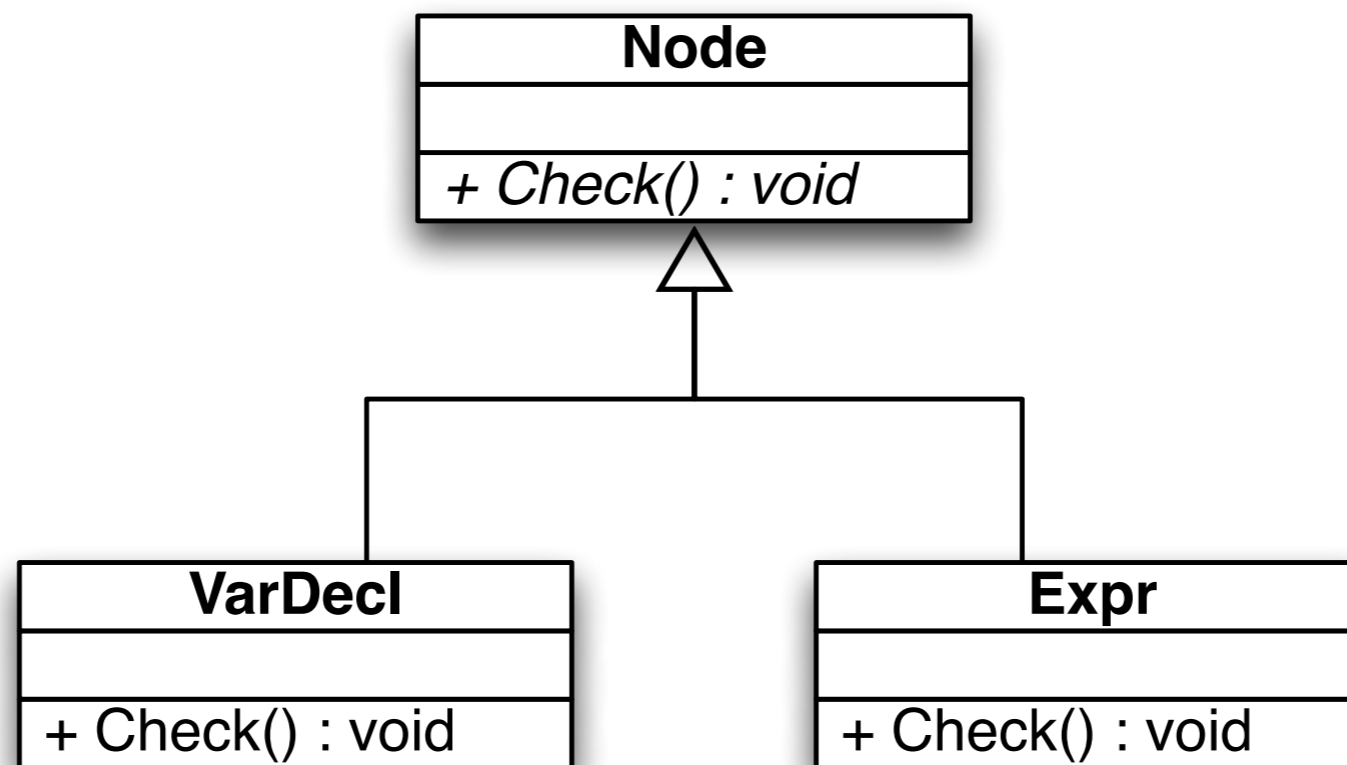 Node
+ Check() : void
VarDecl
Expr
+ Check() : void
+ Check() : void